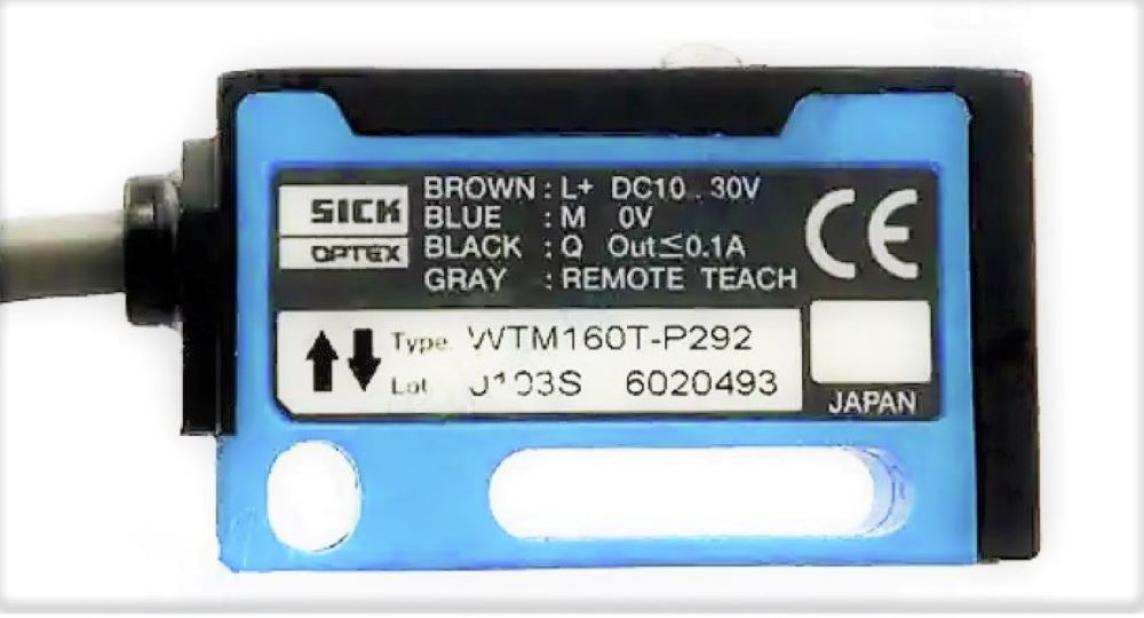 SICK
OPTEX
BROWN : L+ DC10 . 30V
BLUE : M 0V
BLACK : Q Out≤0.1A
GRAY : REMOTE TEACH
CE
Type. WTM160T-P292
Lot 6020493
JAPAN